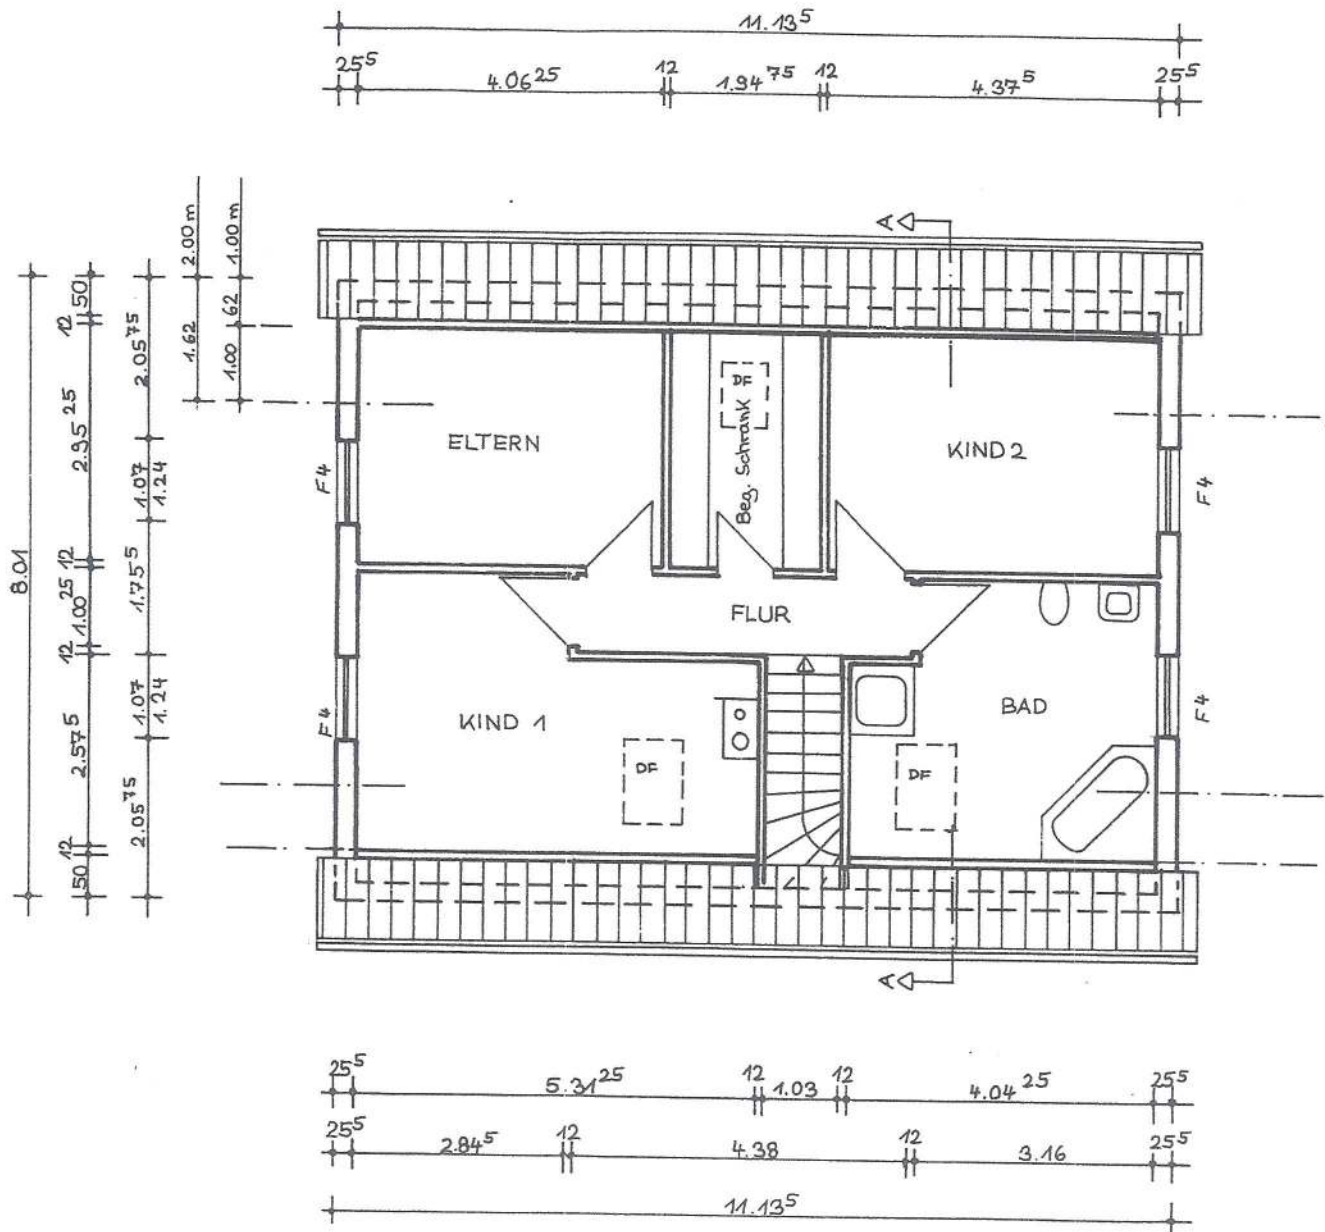 11.13⁵
25⁵ 4.06²⁵ 12 1.94⁷⁵ 12 4.37⁵ 25⁵
2.00 m
1.00 m
1.62
62
1.00
8.01
50
12
2.95 25
12
1.00 25
12
2.57⁵
12
50
2.05⁷⁵
1.07
1.24
1.75⁵
1.07
1.24
2.05⁷⁵
A
ELTERN
DF
Beg. Schrank
KIND 2
F4
F4
FLUR
KIND 1
BAD
F4
F4
DF
DF
A
25⁵ 5.31²⁵ 12 1.03 12 4.04²⁵ 25⁵
25⁵ 2.84⁵ 12 4.38 12 3.16 25⁵
11.13⁵